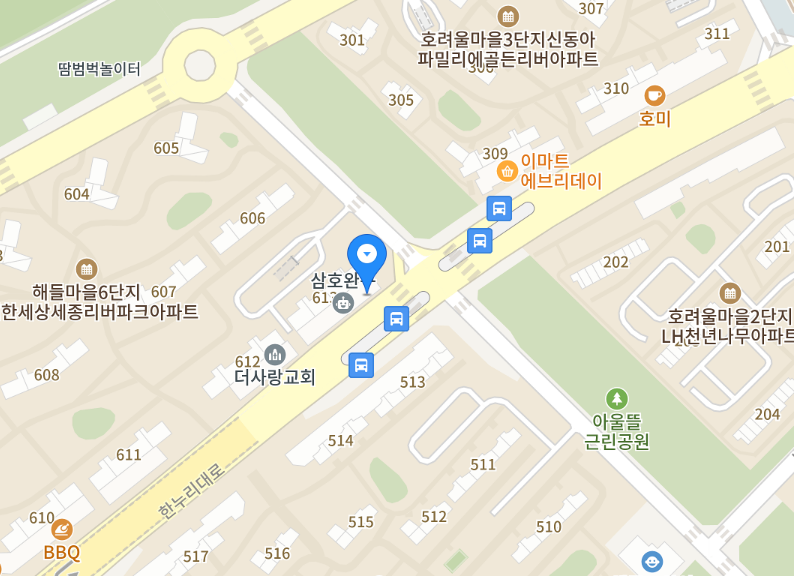 307
301
호려울마을3단지신동아
파밀리에골든리버아파트
311
땀범벅놀이터
306
305
310
호미
605
309
이마트
에브리데이
604
606
201
202
해들마을6단지
한세상세종리버파크아파트
607
삼호완구
호려울마을2단지
LH천년나무아파트
612
더사랑교회
608
513
204
아울뜰
근린공원
514
611
511
한누리대로
610
515
512
510
BBQ
517
516